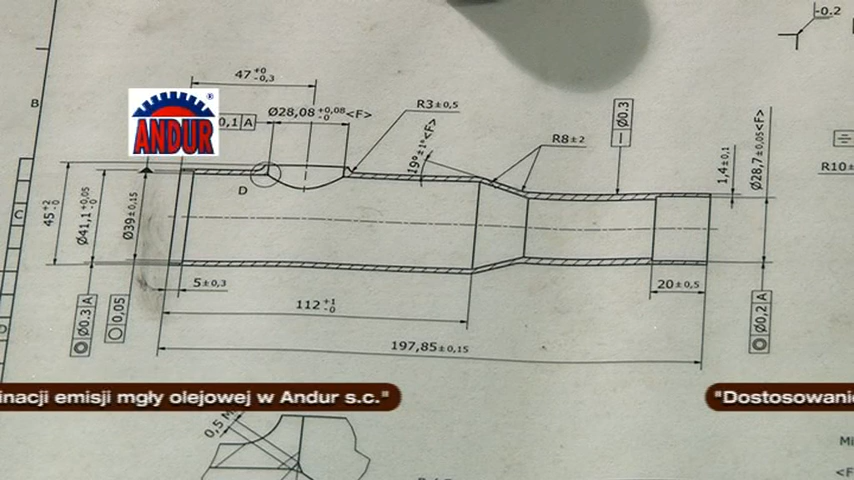 -0.2
B
47 +0 -0,3
Ø28,08 +0,08 -0 <F>
R3±0,5
®
ANDUR
0,1 A
19°±1° <F>
R8±2
Ø0.3
1,4±0,1
Ø28,7±0,05 <F>
R10±
D
45 +2 -0
Ø41,1 +0,05 -0
Ø39±0,15
C
5±0,3
20±0,5
112 +1 -0
Ø0.3 A
0,05
Ø0,2 A
197,85±0,15
inacji emisji mgły olejowej w Andur s.c."
"Dostosowanie
0,5 M
Mi
<F